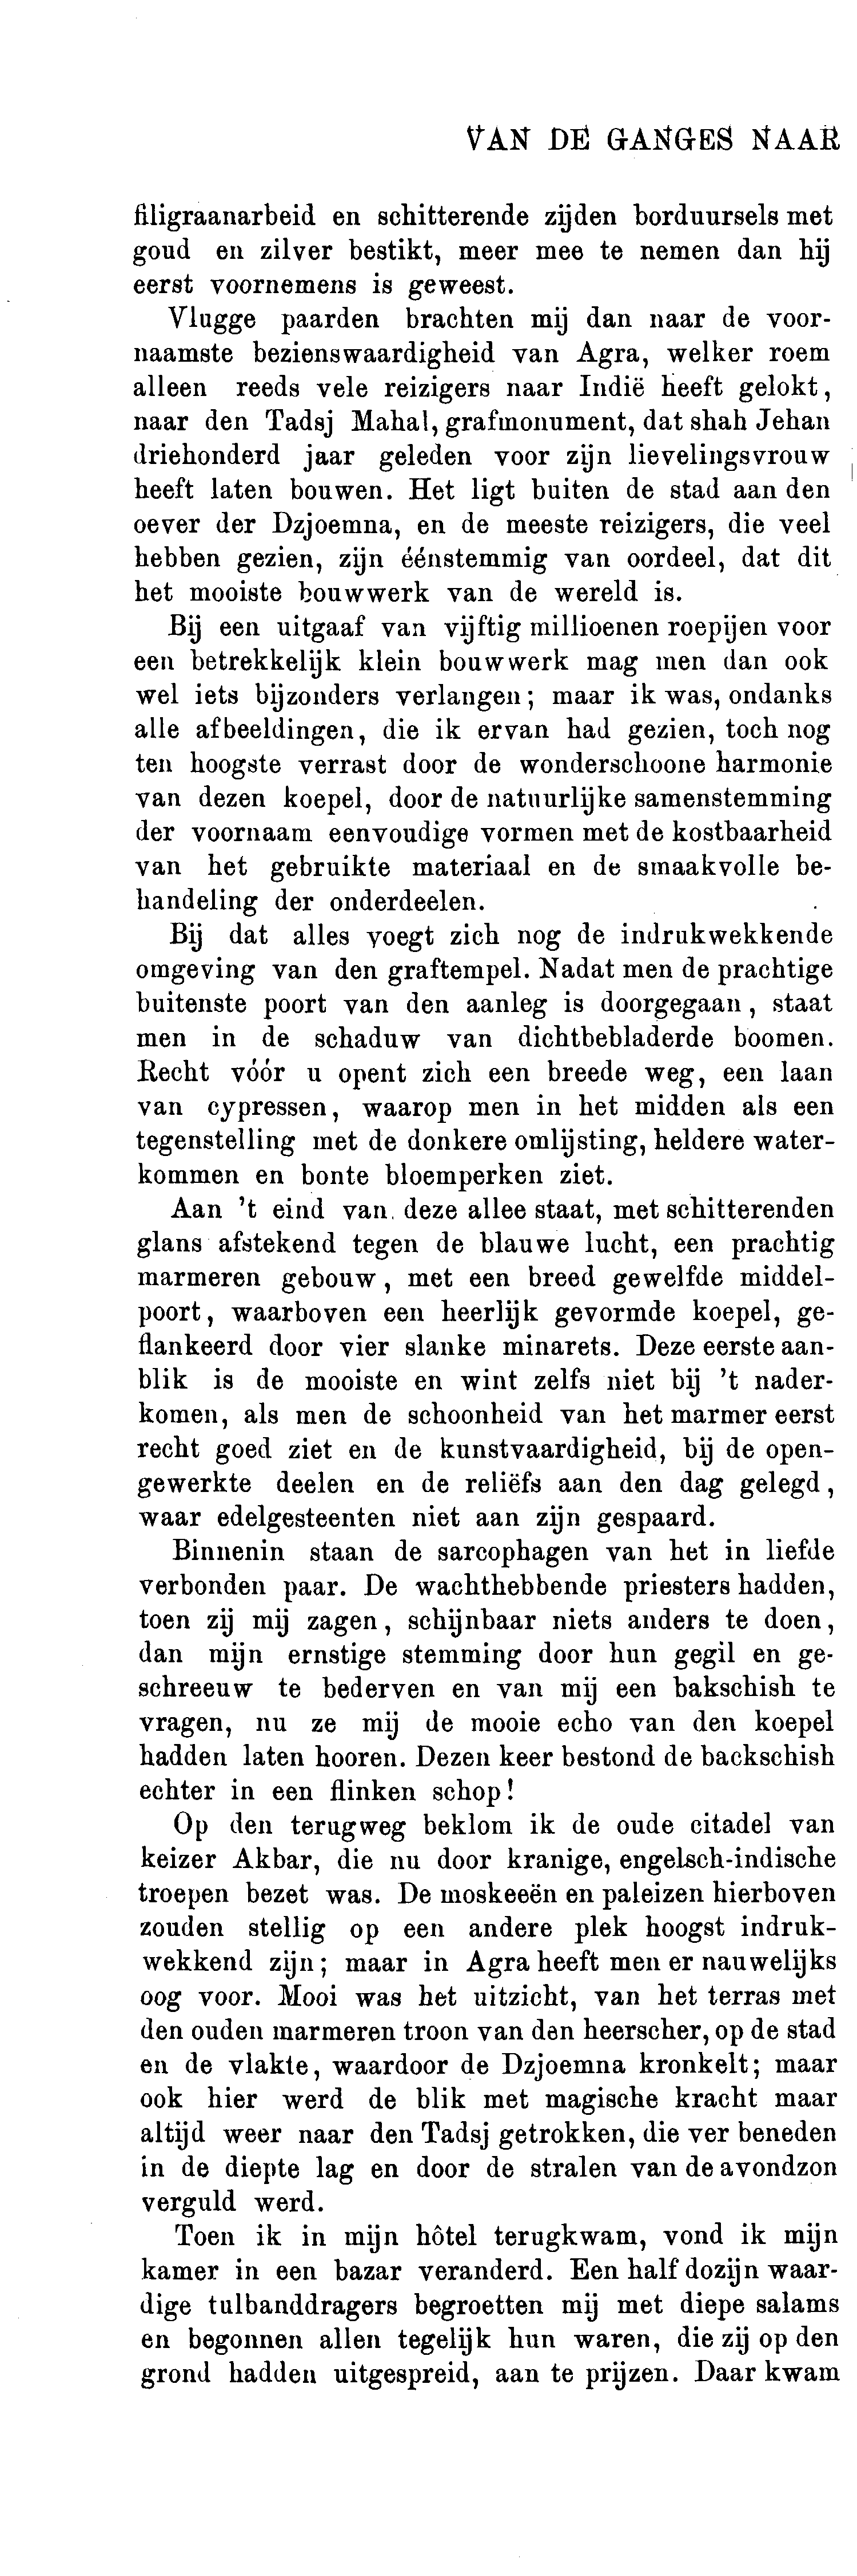 VAN DE GANGES NAAR
filigraanarbeid en schitterende zijden borduursels met
goud en zilver bestikt, meer mee te nemen dan hij
eerst voornemens is geweest.
Vlugge paarden brachten mij dan naar de voor-
naamste bezienswaardigheid van Agra, welker roem
alleen reeds vele reizigers naar Indië heeft gelokt,
naar den Tadsj Mahal, grafmonument, dat shah Jehan
driehonderd jaar geleden voor zijn lievelingsvrouw
heeft laten bouwen. Het ligt buiten de stad aan den
oever der Dzjoemna, en de meeste reizigers, die veel
hebben gezien, zijn éénstemmig van oordeel, dat dit
het mooiste bouwwerk van de wereld is.
Bij een uitgaaf van vijftig millioenen roepijen voor
een betrekkelijk klein bouwwerk mag men dan ook
wel iets bijzonders verlangen; maar ik was, ondanks
alle afbeeldingen, die ik ervan had gezien, toch nog
ten hoogste verrast door de wonderschoone harmonie
van dezen koepel, door de natuurlijke samenstemming
der voornaam eenvoudige vormen met de kostbaarheid
van het gebruikte materiaal en de smaakvolle be-
handeling der onderdeelen.
Bij dat alles voegt zich nog de indrukwekkende
omgeving van den graftempel. Nadat men de prachtige
buitenste poort van den aanleg is doorgegaan, staat
men in de schaduw van dichtbebladerde boomen.
Recht vóór u opent zich een breede weg, een laan
van cypressen, waarop men in het midden als een
tegenstelling met de donkere omlijsting, heldere water-
kommen en bonte bloemperken ziet.
Aan 't eind van deze allee staat, met schitterenden
glans afstekend tegen de blauwe lucht, een prachtig
marmeren gebouw, met een breed gewelfde middel-
poort, waarboven een heerlijk gevormde koepel, ge-
flankeerd door vier slanke minarets. Deze eerste aan-
blik is de mooiste en wint zelfs niet bij 't nader-
komen, als men de schoonheid van het marmer eerst
recht goed ziet en de kunstvaardigheid, bij de open-
gewerkte deelen en de reliëfs aan den dag gelegd,
waar edelgesteenten niet aan zijn gespaard.
Binnenin staan de sarcophagen van het in liefde
verbonden paar. De wachthebbende priesters hadden,
toen zij mij zagen, schijnbaar niets anders te doen,
dan mijn ernstige stemming door hun gegil en ge-
schreeuw te bederven en van mij een bakschish te
vragen, nu ze mij de mooie echo van den koepel
hadden laten hooren. Dezen keer bestond de backschish
echter in een flinken schop!
Op den terugweg beklom ik de oude citadel van
keizer Akbar, die nu door kranige, engelsch-indische
troepen bezet was. De moskeeën en paleizen hierboven
zouden stellig op een andere plek hoogst indruk-
wekkend zijn; maar in Agra heeft men er nauwelijks
oog voor. Mooi was het uitzicht, van het terras met
den ouden marmeren troon van den heerscher, op de stad
en de vlakte, waardoor de Dzjoemna kronkelt; maar
ook hier werd de blik met magische kracht maar
altijd weer naar den Tadsj getrokken, die ver beneden
in de diepte lag en door de stralen van de avondzon
verguld werd.
Toen ik in mijn hôtel terugkwam, vond ik mijn
kamer in een bazar veranderd. Een half dozijn waar-
dige tulbanddragers begroetten mij met diepe salams
en begonnen allen tegelijk hun waren, die zij op den
grond hadden uitgespreid, aan te prijzen. Daar kwam